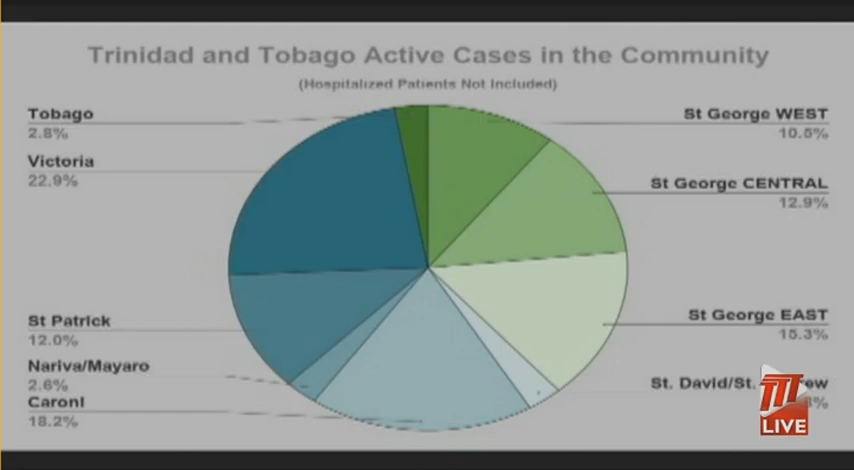 Trinidad and Tobago Active Cases in the Community
(Hospitalized Patients Not Included)
Tobago
2.8%
Victoria
22.9%
St Patrick
12.0%
Nariva/Mayaro
2.6%
Caroni
18.2%
St George WEST
10.5%
St George CENTRAL
12.9%
St George EAST
15.3%
St. David/St.
LIVE